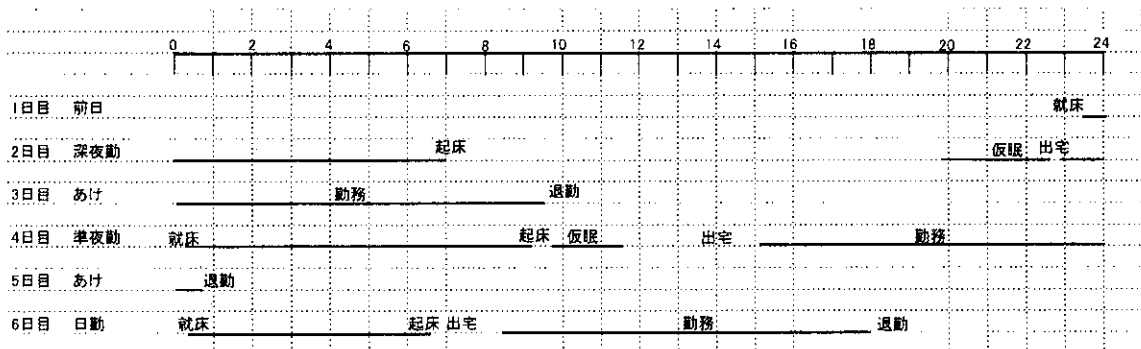 0 2 4 6 8 10 12 14 16 18 20 22 24
1日目 前日 就床
2日目 深夜勤 起床 仮眠 出宅
3日目 あけ 勤務 退勤
4日目 準夜勤 就床 起床 仮眠 出宅 勤務
5日目 あけ 退勤
6日目 日勤 就床 起床 出宅 勤務 退勤